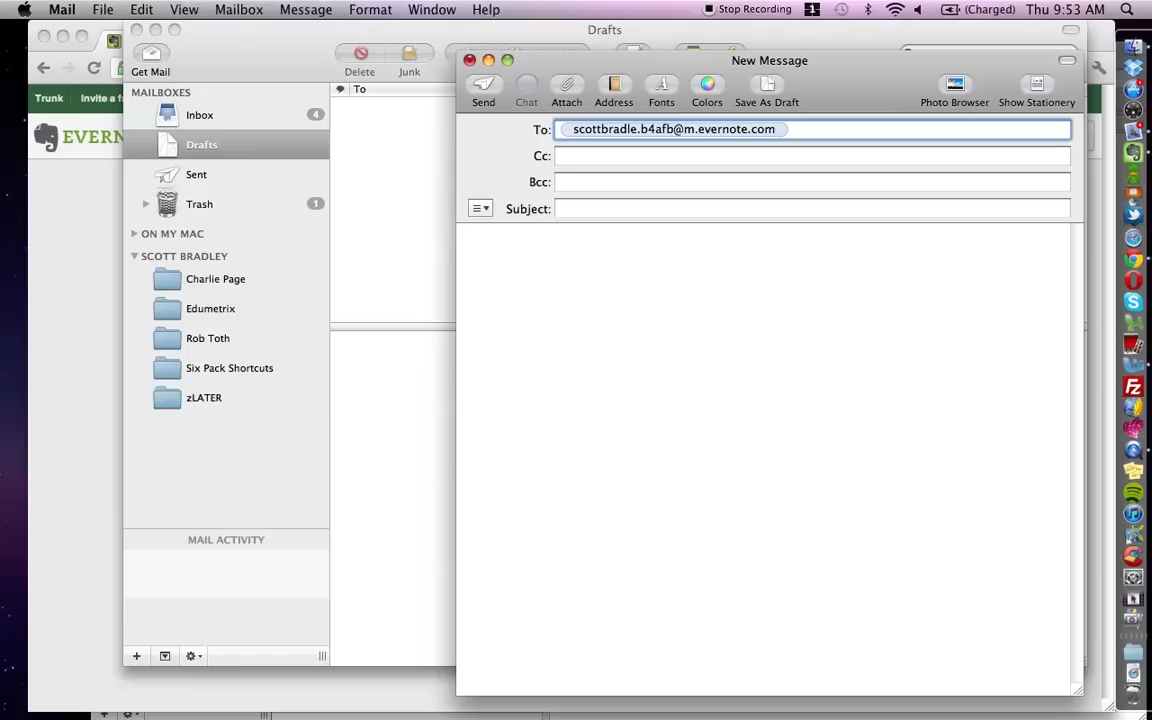 Mail File Edit View Mailbox Message Format Window Help Stop Recording 1 (Charged) Thu 9:53 AM
Drafts
New Message
Get Mail Delete Junk
Send Chat Attach Address Fonts Colors Save As Draft Photo Browser Show Stationery
Trunk Invite a f
EVERN
MAILBOXES
To
Inbox 4
Drafts
Sent
Trash 1
ON MY MAC
SCOTT BRADLEY
Charlie Page
Edumetrix
Rob Toth
Six Pack Shortcuts
zLATER
MAIL ACTIVITY
To: scottbradle.b4afb@m.evernote.com
Cc:
Bcc:
Subject: